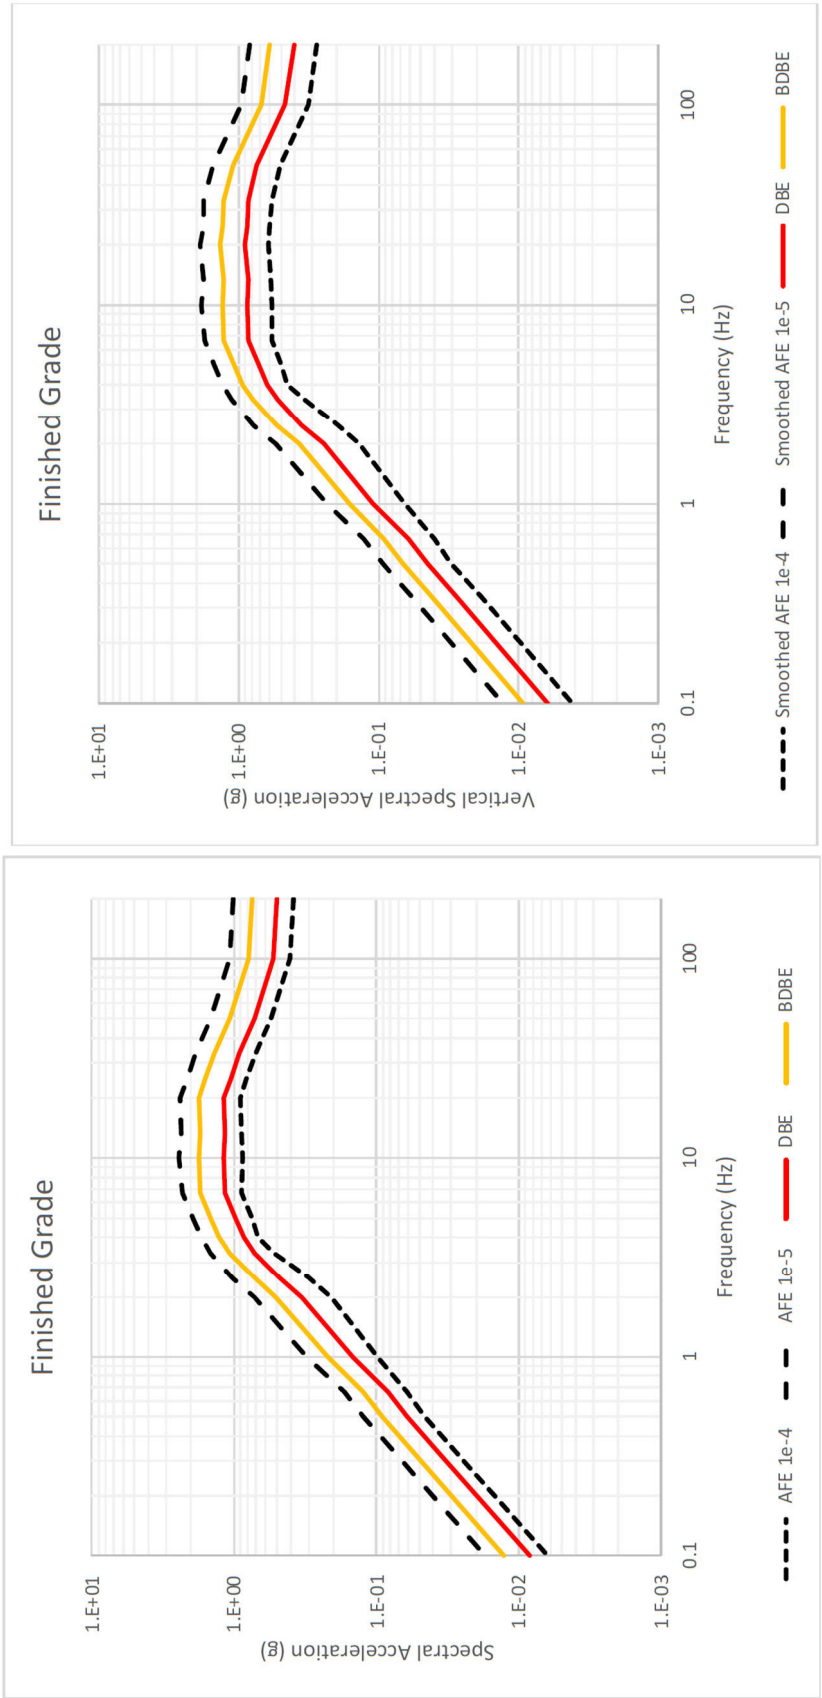 Finished Grade
1.E+01
1.E+00
1.E-01
1.E-02
1.E-03
Spectral Acceleration (g)
0.1
1
10
100
Frequency (Hz)
AFE 1e-4
AFE 1e-5
DBE
BDBE
Finished Grade
1.E+01
1.E+00
1.E-01
1.E-02
1.E-03
Vertical Spectral Acceleration (g)
0.1
1
10
100
Frequency (Hz)
Smoothed AFE 1e-4
Smoothed AFE 1e-5
DBE
BDBE